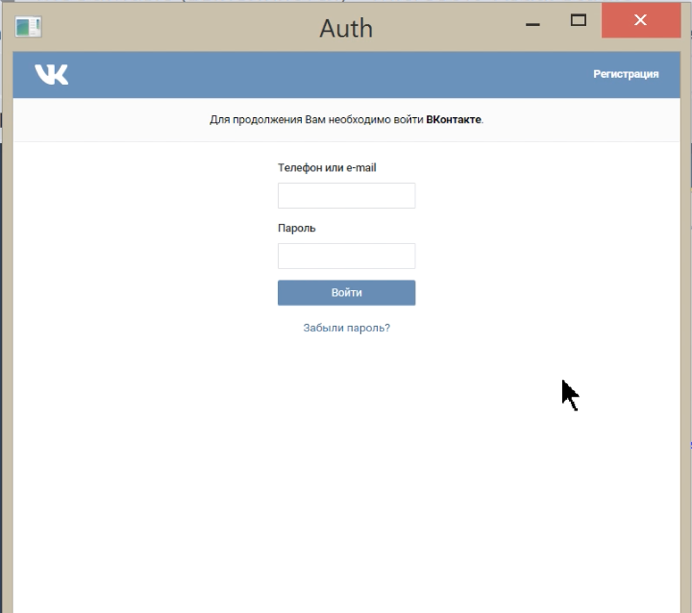 Auth
Регистрация
Для продолжения Вам необходимо войти ВКонтакте.
Телефон или e-mail
Пароль
Войти
Забыли пароль?